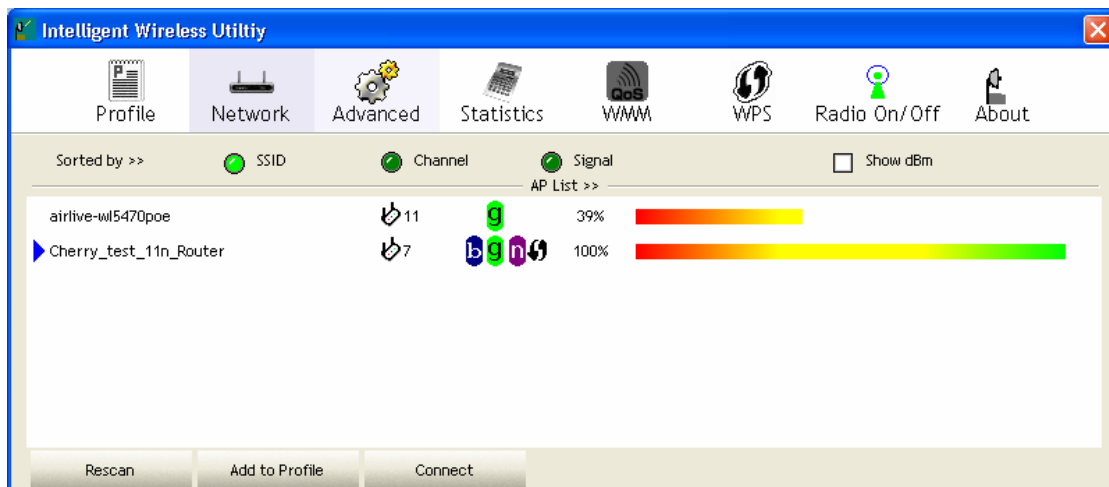 Intelligent Wireless Utiltiy
Profile Network Advanced Statistics WMM WPS Radio On/Off About
QoS
Sorted by >> SSID Channel Signal Show dBm
AP List >>
airlive-wl5470poe 11 g 39%
Cherry_test_11n_Router 7 b g n 100%
Rescan Add to Profile Connect